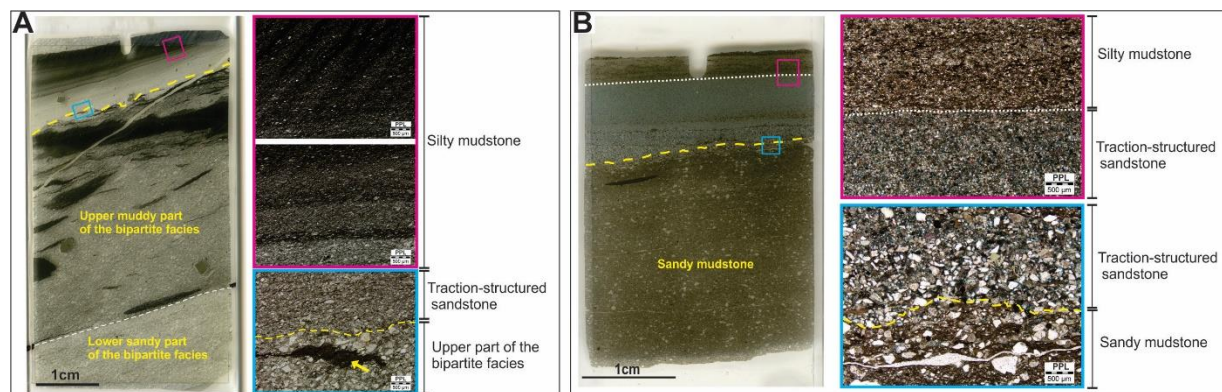 A
Upper muddy part
of the bipartite facies
Lower sandy part
of the bipartite facies
1cm
PPL
500 µm
PPL
500 µm
PPL
500 µm
Silty mudstone
Traction-structured
sandstone
Upper part of the
bipartite facies
B
Sandy mudstone
1cm
PPL
500 µm
PPL
500 µm
Silty mudstone
Traction-structured
sandstone
Traction-structured
sandstone
Sandy mudstone